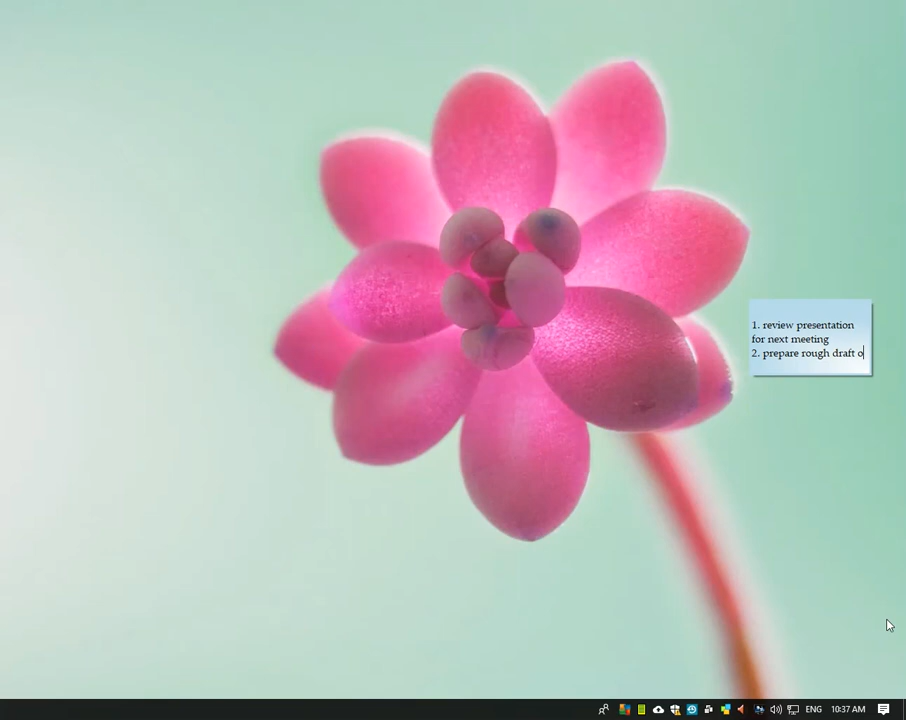 1. review presentation
for next meeting
2. prepare rough draft o
ENG
10:37 AM